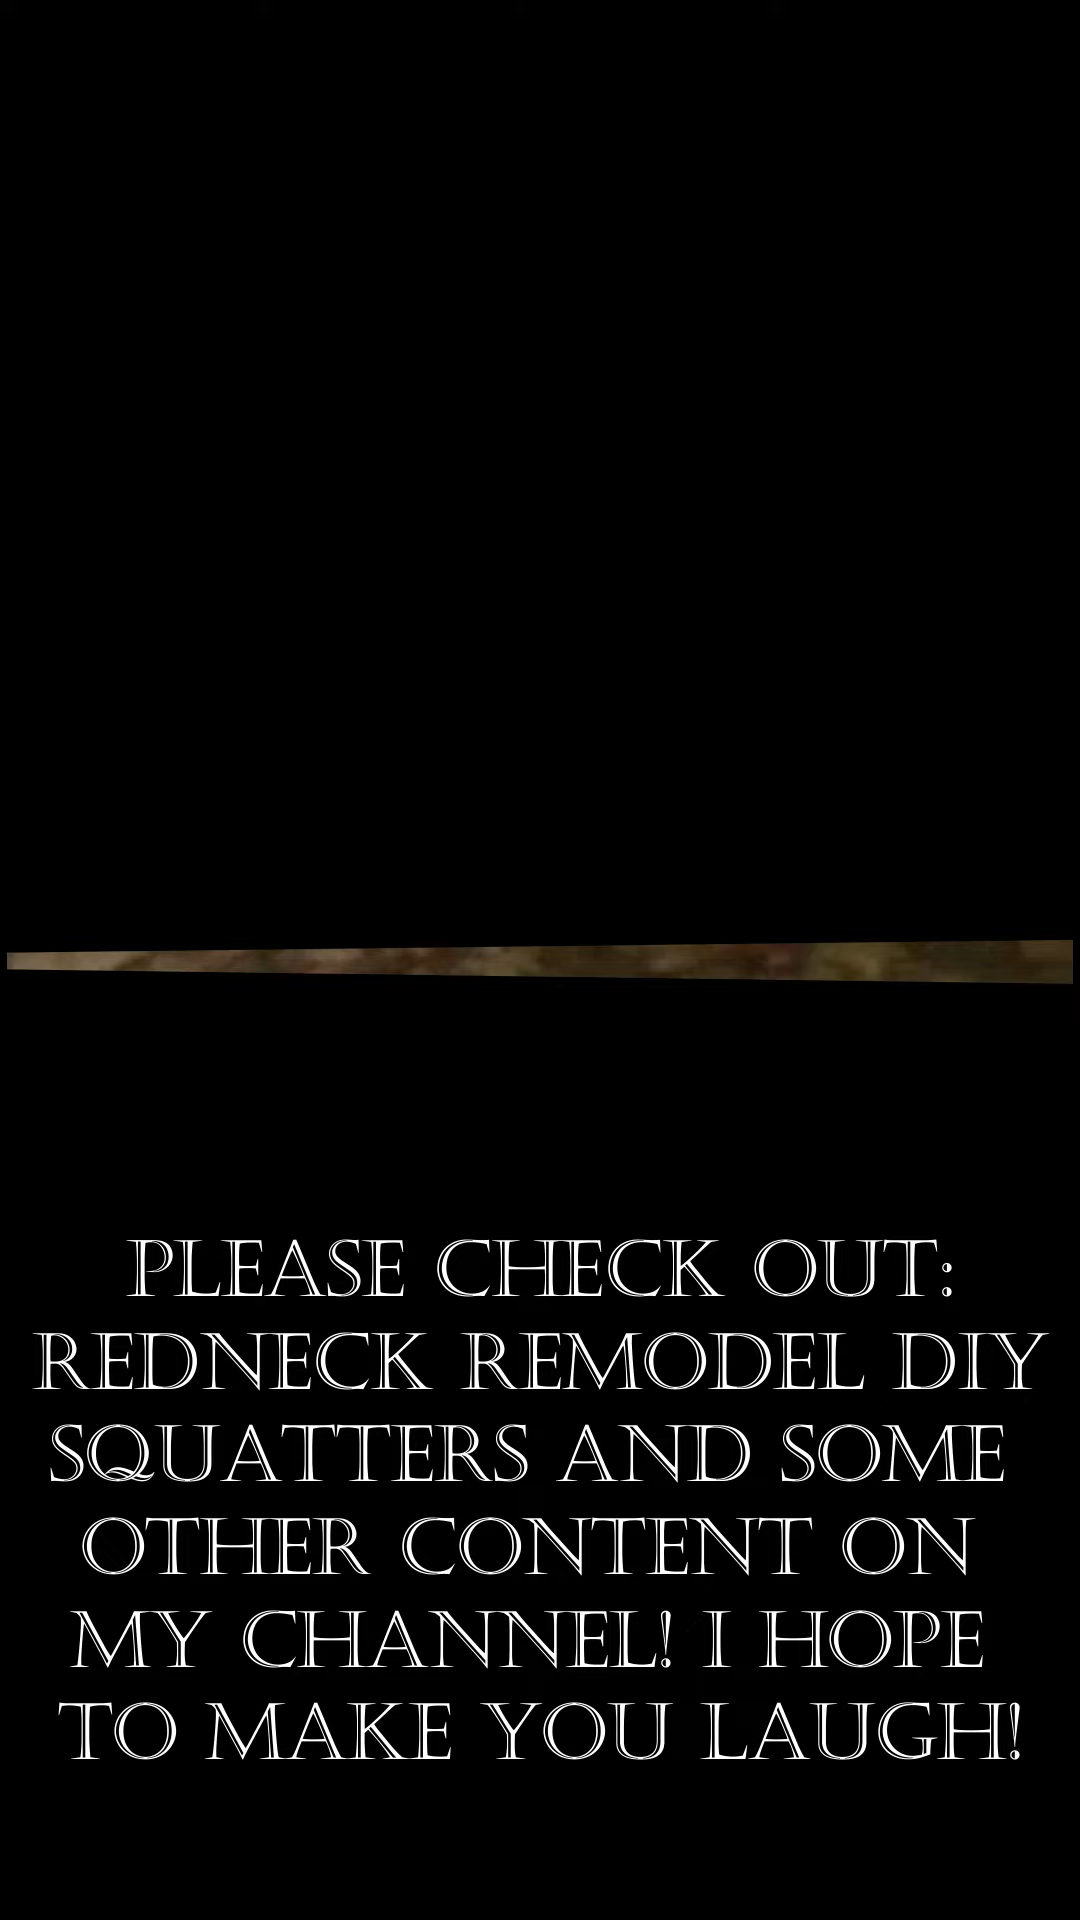 PLEASE CHECK OUT:
REDNECK REMODEL DIY
SQUATTERS AND SOME
OTHER CONTENT ON
MY CHANNEL! I HOPE
TO MAKE YOU LAUGH!